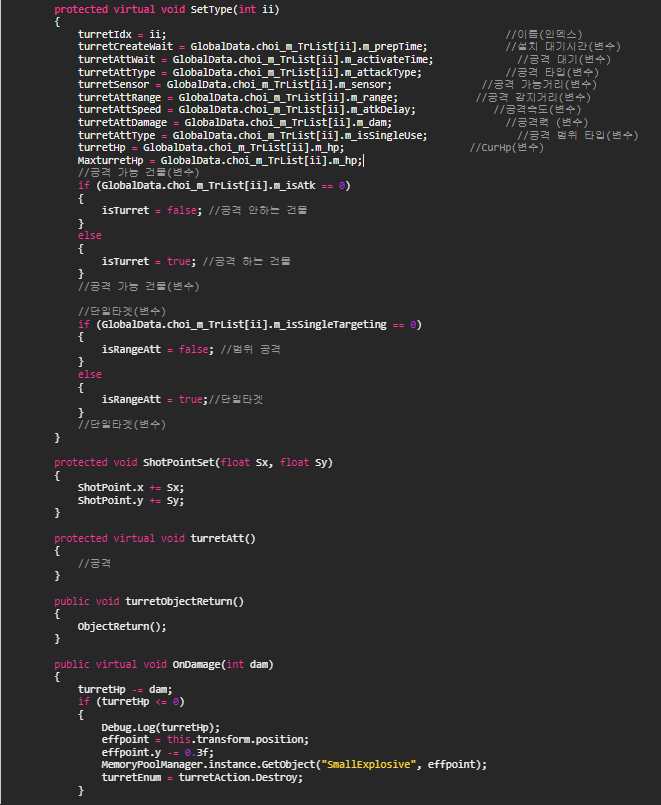 protected virtual void SetType(int ii)
{
turretIdx = ii; //이름(인덱스)
turretCreateWait = GlobalData.choi_m_TrList[ii].m_prepTime; //설치 대기시간(변수)
turretAttWait = GlobalData.choi_m_TrList[ii].m_activateTime; //공격 대기(변수)
turretAttType = GlobalData.choi_m_TrList[ii].m_attackType; //공격 타입(변수)
turretSensor = GlobalData.choi_m_TrList[ii].m_sensor; //공격 가능거리(변수)
turretAttRange = GlobalData.choi_m_TrList[ii].m_range; //공격 감지거리(변수)
turretAttSpeed = GlobalData.choi_m_TrList[ii].m_atkDelay; //공격속도(변수)
turretAttDamage = GlobalData.choi_m_TrList[ii].m_dam; //공격력 (변수)
turretAttType = GlobalData.choi_m_TrList[ii].m_isSingleUse; //공격 범위 타입(변수)
turretHp = GlobalData.choi_m_TrList[ii].m_hp; //CurHp(변수)
MaxturretHp = GlobalData.choi_m_TrList[ii].m_hp;
//공격 가능 건물(변수)
if (GlobalData.choi_m_TrList[ii].m_isAtk == 0)
{
isTurret = false; //공격 안하는 건물
}
else
{
isTurret = true; //공격 하는 건물
}
//공격 가능 건물(변수)
//단일타겟(변수)
if (GlobalData.choi_m_TrList[ii].m_isSingleTargeting == 0)
{
isRangeAtt = false; //범위 공격
}
else
{
isRangeAtt = true;//단일타겟
}
//단일타겟(변수)
}
protected void ShotPointSet(float Sx, float Sy)
{
ShotPoint.x += Sx;
ShotPoint.y += Sy;
}
protected virtual void turretAtt()
{
//공격
}
public void turretObjectReturn()
{
ObjectReturn();
}
public virtual void OnDamage(int dam)
{
turretHp -= dam;
if (turretHp <= 0)
{
Debug.Log(turretHp);
effpoint = this.transform.position;
effpoint.y -= 0.3f;
MemoryPoolManager.instance.GetObject("SmallExplosive", effpoint);
turretEnum = turretAction.Destroy;
}